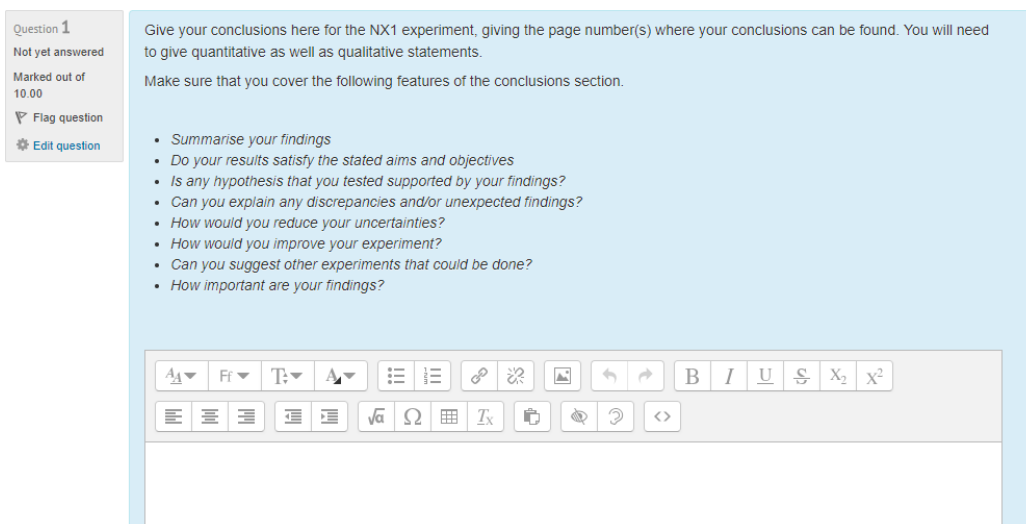 Question 1
Not yet answered
Marked out of
10.00
Flag question
Edit question
Give your conclusions here for the NX1 experiment, giving the page number(s) where your conclusions can be found. You will need
to give quantitative as well as qualitative statements.
Make sure that you cover the following features of the conclusions section.
• Summarise your findings
• Do your results satisfy the stated aims and objectives
• Is any hypothesis that you tested supported by your findings?
• Can you explain any discrepancies and/or unexpected findings?
• How would you reduce your uncertainties?
• How would you improve your experiment?
• Can you suggest other experiments that could be done?
• How important are your findings?
AA Ff T A B I U S X₂ X²
√a Ω Tx <>